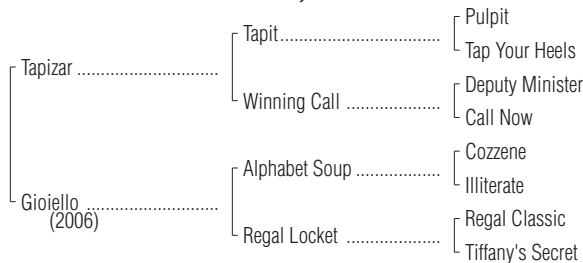 Pulpit
Tapit
Tap Your Heels
Tapizar
Deputy Minister
Winning Call
Call Now
Cozzene
Alphabet Soup
Illiterate
Gioiello
(2006)
Regal Classic
Regal Locket
Tiffany's Secret